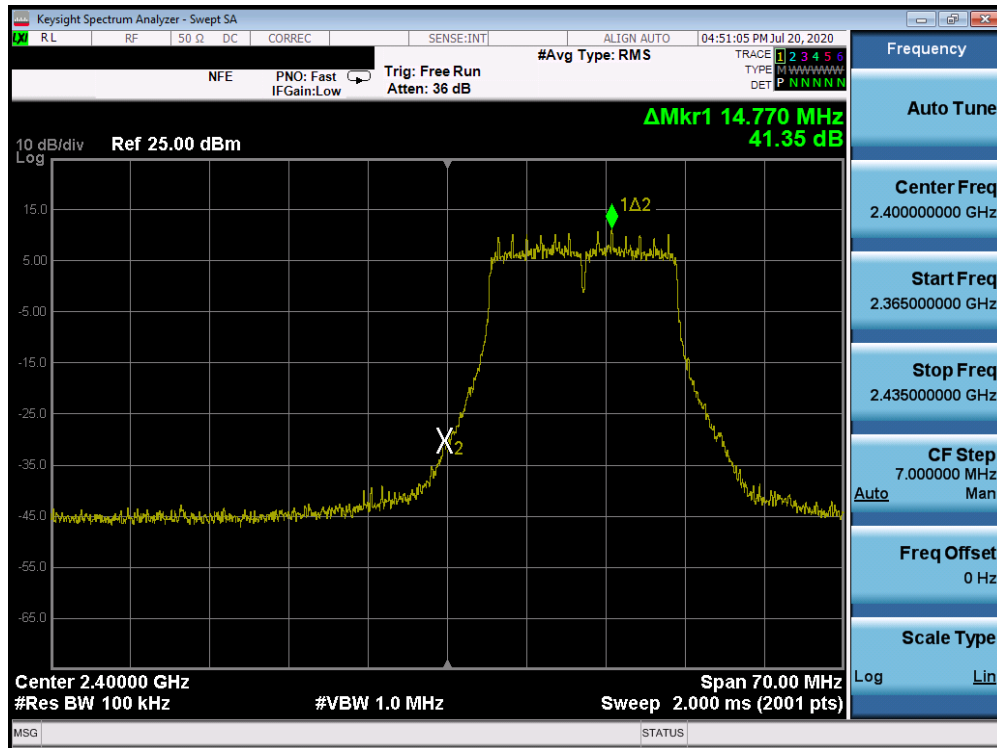 Keysight Spectrum Analyzer - Swept SA
LXI RL RF 50 Ω DC CORREC SENSE:INT ALIGN AUTO 04:51:05 PM Jul 20, 2020
#Avg Type: RMS
TRACE 1 2 3 4 5 6
TYPE M WWWWW
DET P N N N N N
NFE
PNO: Fast
IFGain:Low
Trig: Free Run
Atten: 36 dB
ΔMkr1 14.770 MHz
41.35 dB
10 dB/div
Log
Ref 25.00 dBm
15.0
5.00
-5.00
-15.0
-25.0
-35.0
-45.0
-55.0
-65.0
1Δ2
X2
Center 2.40000 GHz
Span 70.00 MHz
#Res BW 100 kHz
#VBW 1.0 MHz
Sweep 2.000 ms (2001 pts)
MSG
STATUS
Frequency
Auto Tune
Center Freq
2.400000000 GHz
Start Freq
2.365000000 GHz
Stop Freq
2.435000000 GHz
CF Step
7.000000 MHz
Auto Man
Freq Offset
0 Hz
Scale Type
Log Lin